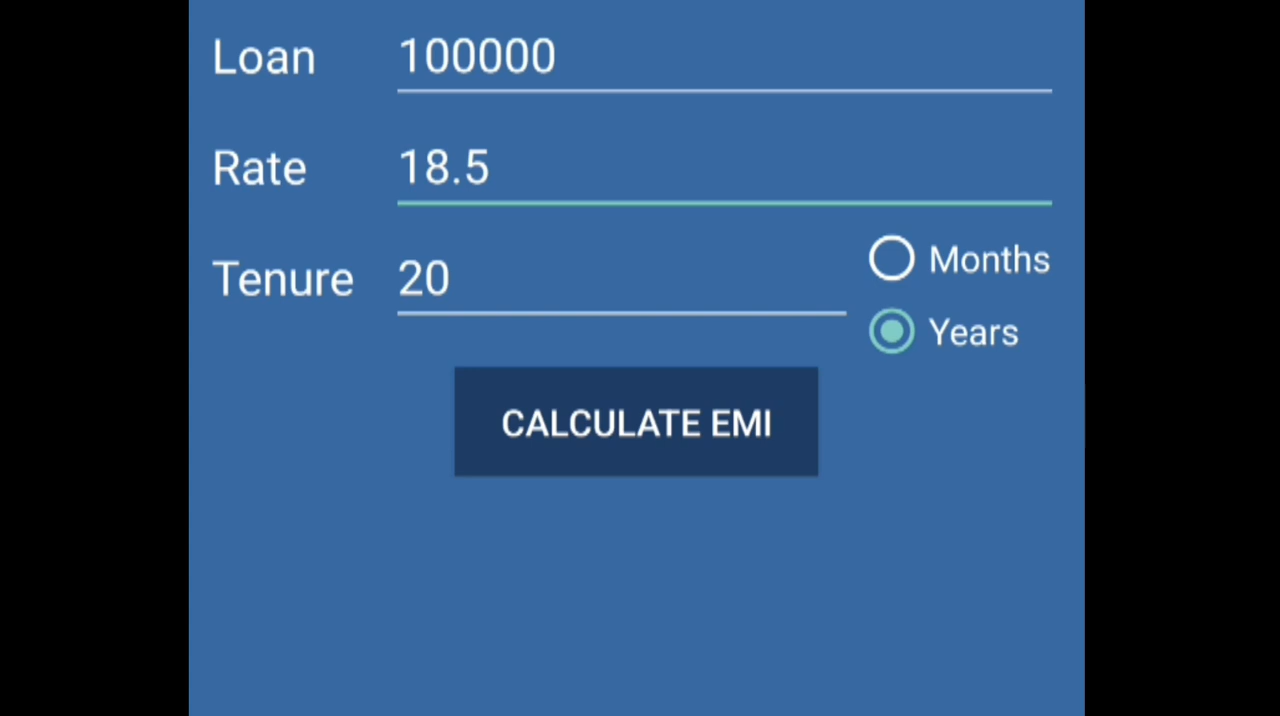 Loan 100000
Rate 18.5
Tenure 20
Months
Years
CALCULATE EMI